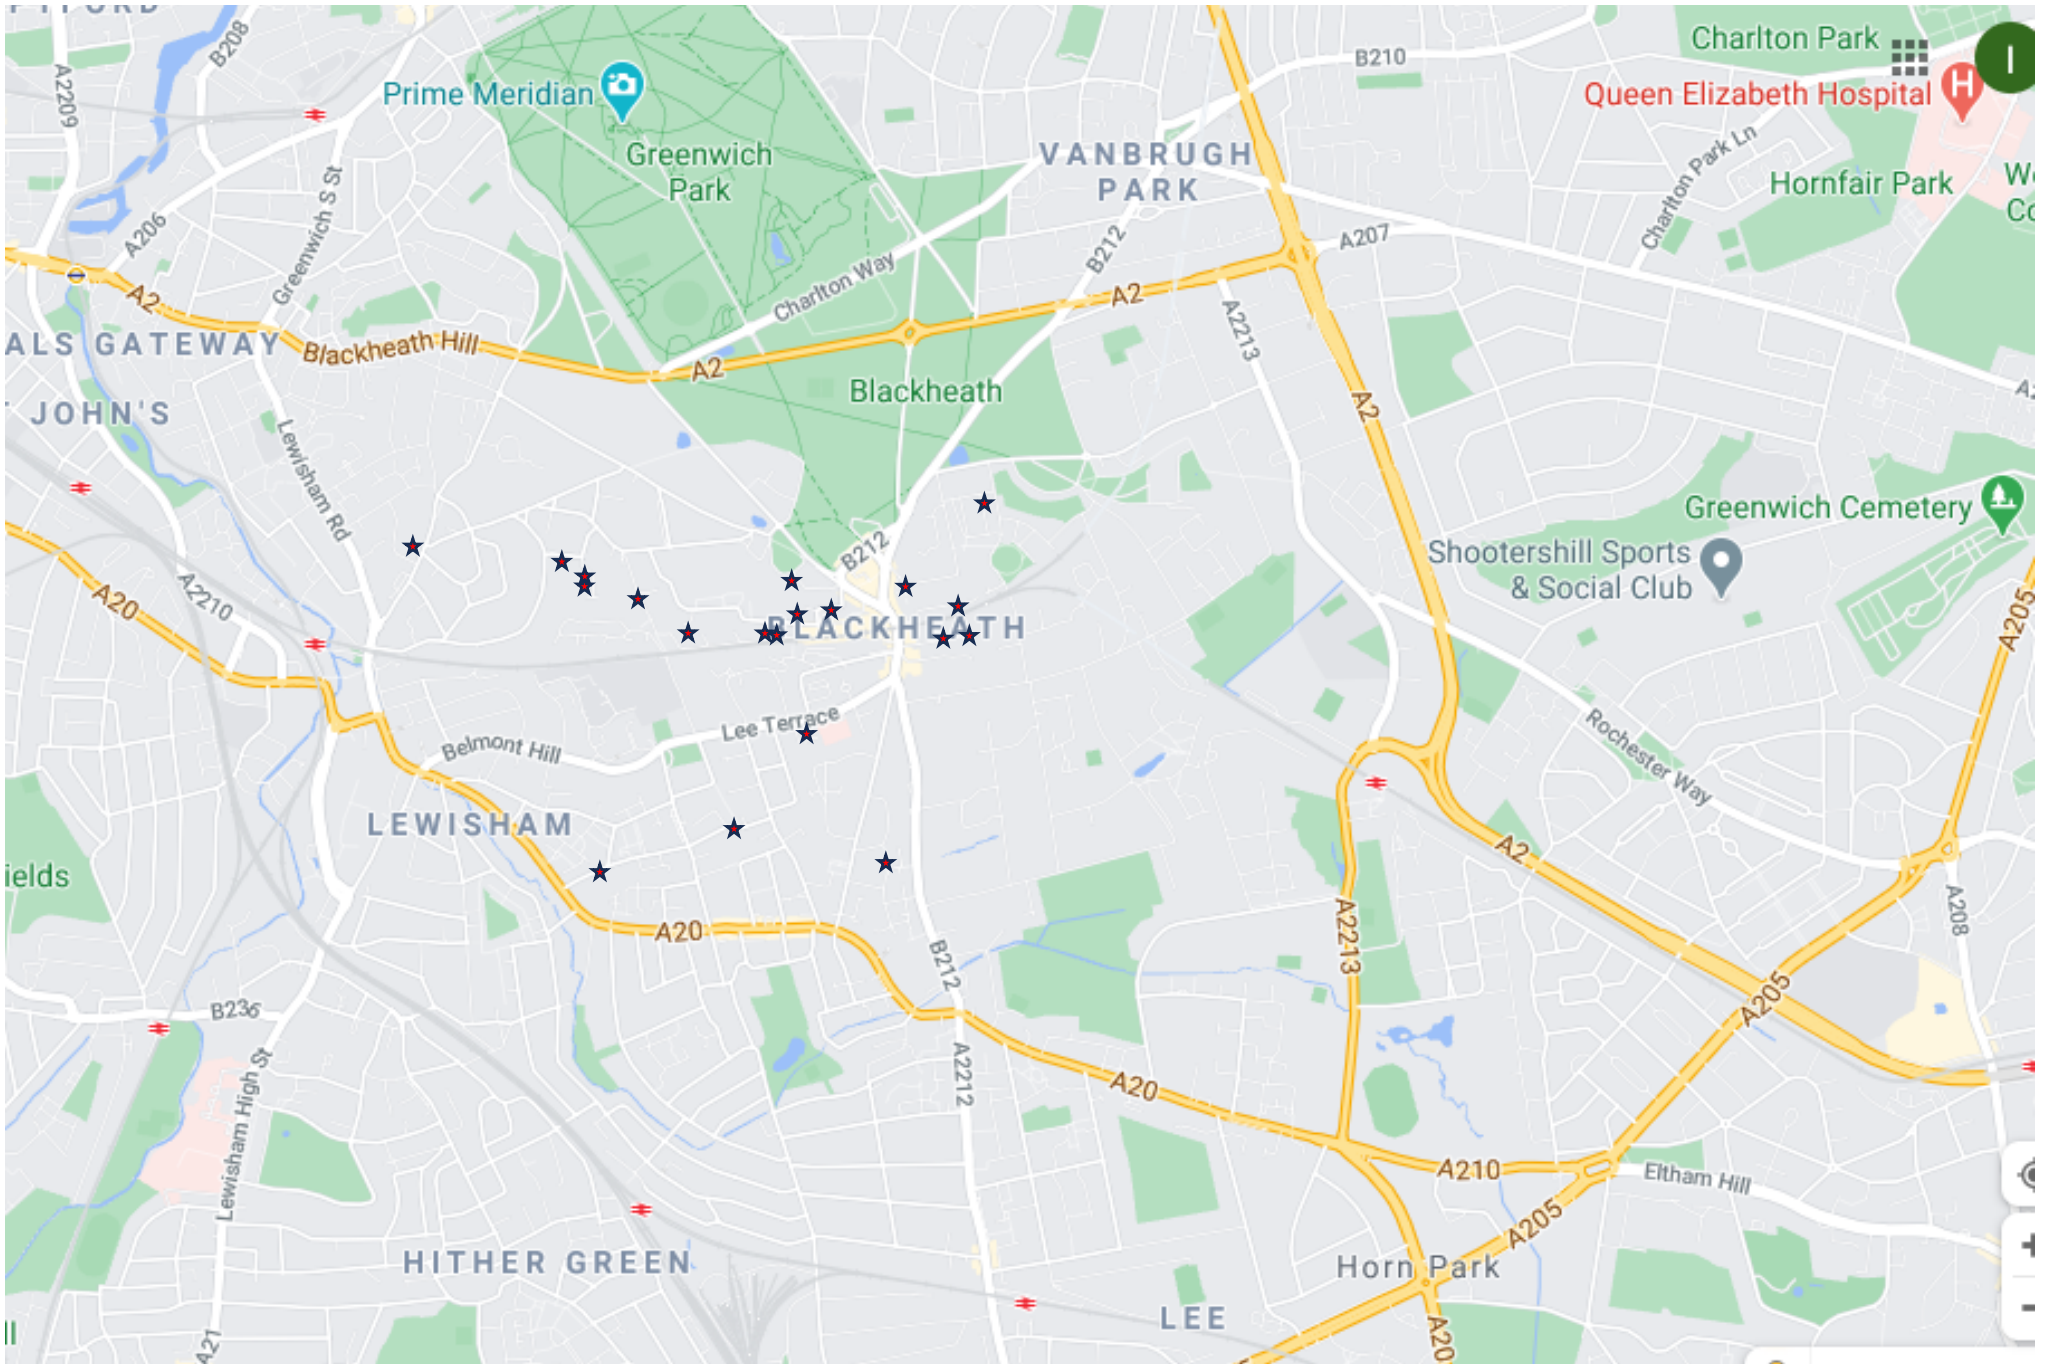 B208
A2209
Prime Meridian
Greenwich
Park
B210
Charlton Park
I
Queen Elizabeth Hospital
H
VANBRUGH
PARK
Charlton Park Ln
Hornfair Park
A206
Greenwich S St
B212
A207
A2
Charlton Way
A2
A2213
ALS GATEWAY
Blackheath Hill
A2
Blackheath
A2
JOHN'S
Lewisham Rd
Greenwich Cemetery
B212
Shootershill Sports
& Social Club
A20
A2210
A205
BLACKHEATH
Lee Terrace
Belmont Hill
Rochester Way
LEWISHAM
A2
ields
A20
A2213
A208
B212
A205
B236
A2212
A20
Lewisham High St
A210
Eltham Hill
A205
HITHER GREEN
Horn Park
LEE
A21
A20